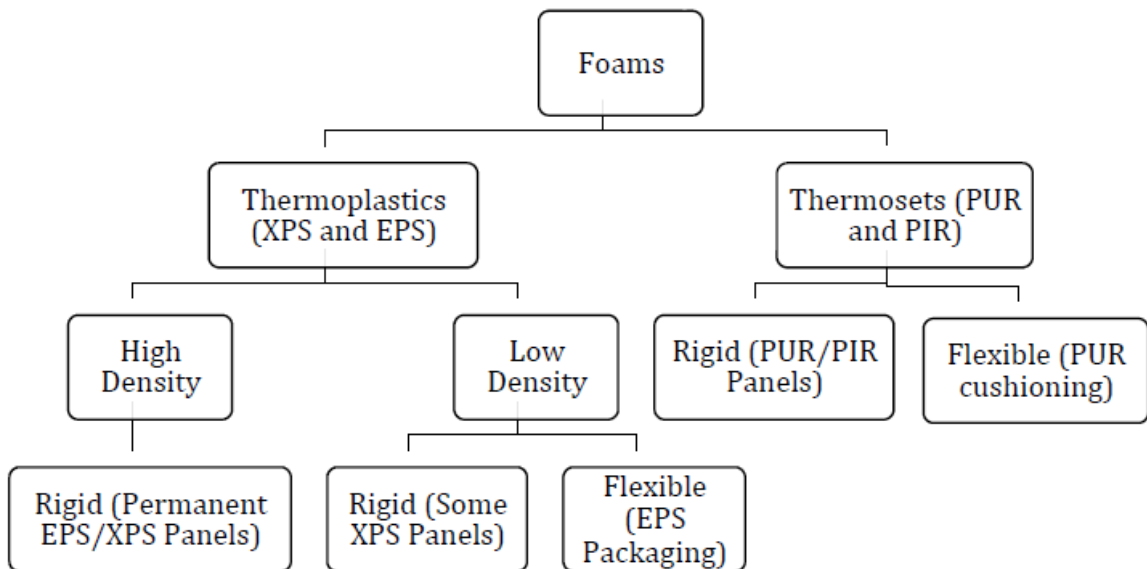 Foams
Thermoplastics
(XPS and EPS)
Thermosets (PUR
and PIR)
High
Density
Low
Density
Rigid (PUR/PIR
Panels)
Flexible (PUR
cushioning)
Rigid (Permanent
EPS/XPS Panels)
Rigid (Some
XPS Panels)
Flexible
(EPS
Packaging)